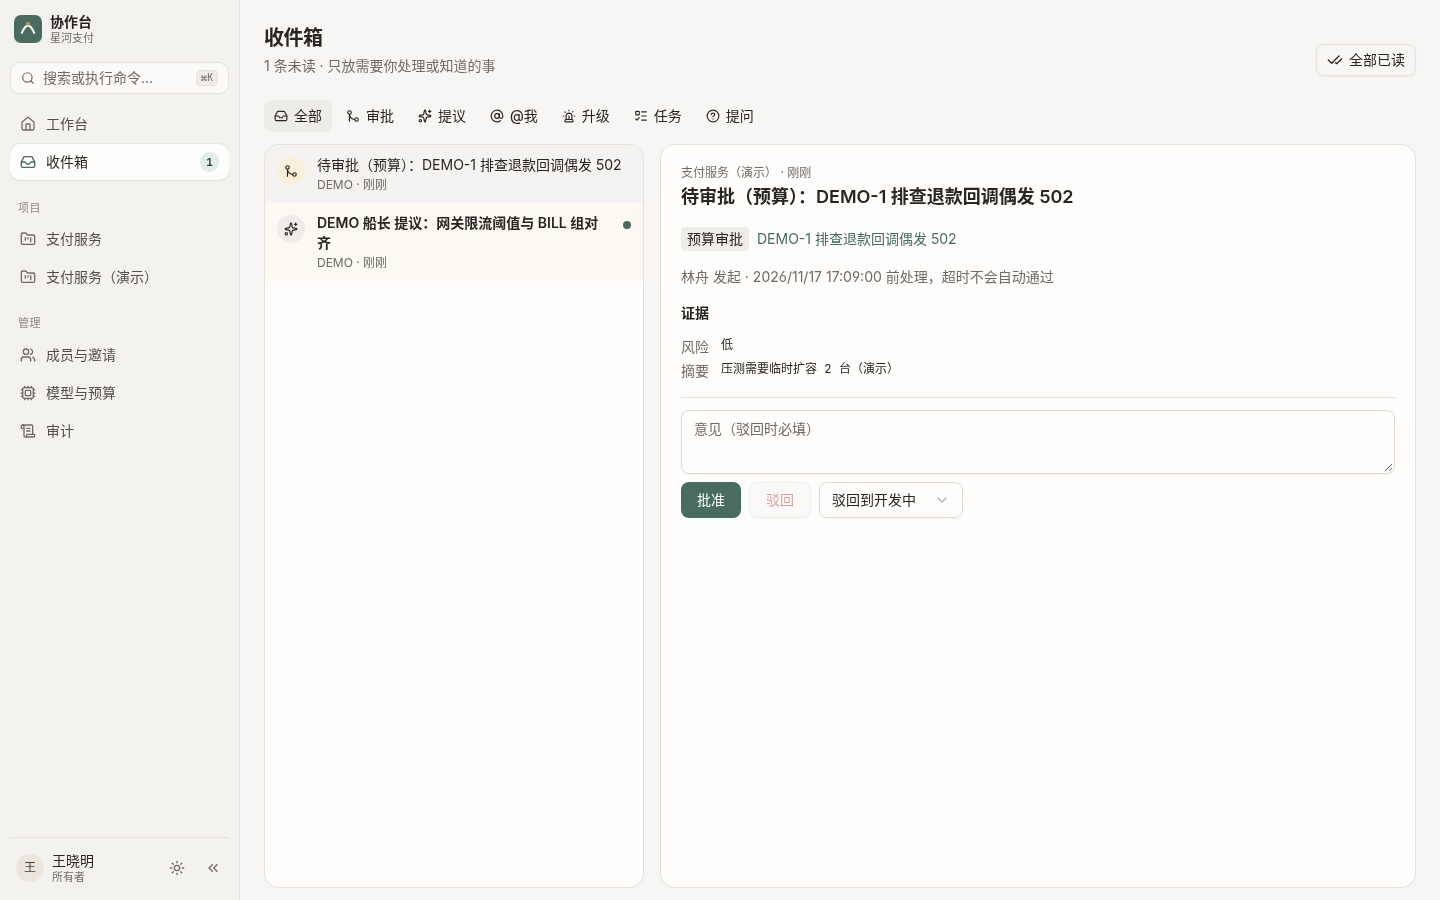 协作台
星河支付
搜索或执行命令... ⌘K
工作台
收件箱 1
项目
支付服务
支付服务（演示）
管理
成员与邀请
模型与预算
审计
王 王晓明
所有者
收件箱
1 条未读 · 只放需要你处理或知道的事
全部已读
全部 审批 提议 @我 升级 任务 提问
待审批（预算）：DEMO-1 排查退款回调偶发 502
DEMO · 刚刚
DEMO 船长 提议：网关限流阈值与 BILL 组对
齐
DEMO · 刚刚
支付服务（演示） · 刚刚
待审批（预算）：DEMO-1 排查退款回调偶发 502
预算审批 DEMO-1 排查退款回调偶发 502
林舟 发起 · 2026/11/17 17:09:00 前处理，超时不会自动通过
证据
风险 低
摘要 压测需要临时扩容 2 台（演示）
意见（驳回时必填）
批准 驳回 驳回到开发中